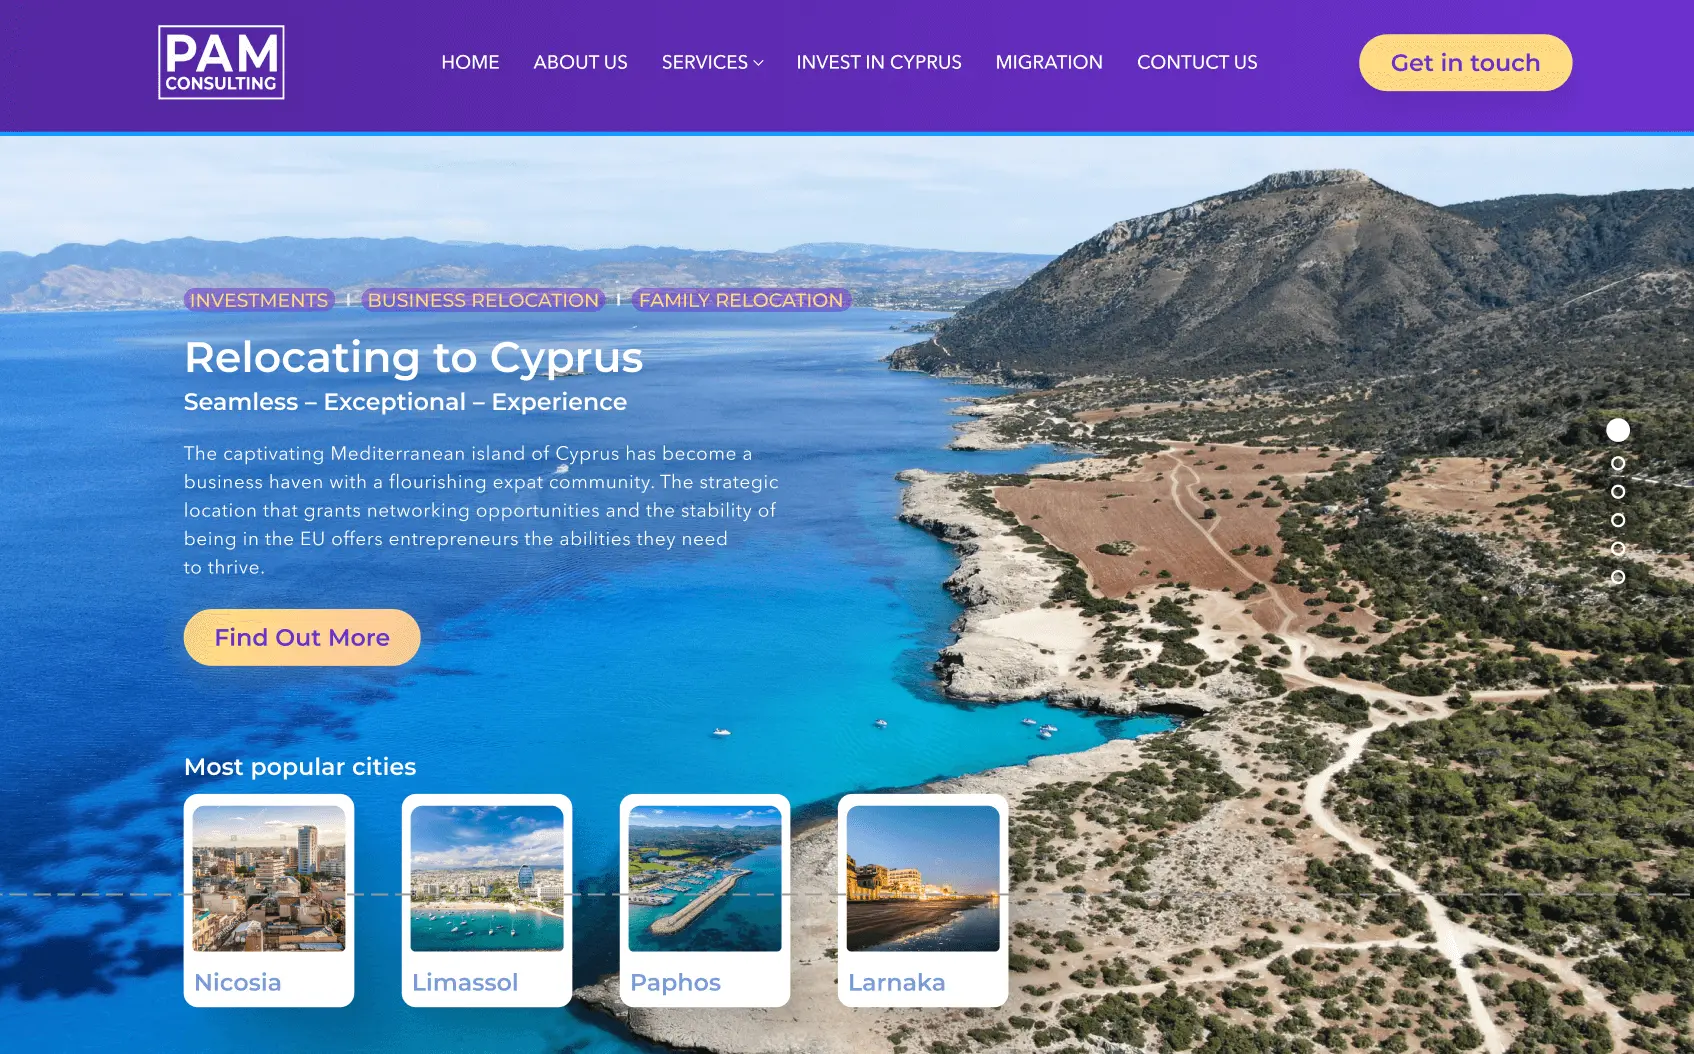 PAM
CONSULTING
HOME ABOUT US SERVICES INVEST IN CYPRUS MIGRATION CONTUCT US
Get in touch
INVESTMENTS I BUSINESS RELOCATION I FAMILY RELOCATION
Relocating to Cyprus
Seamless – Exceptional – Experience
The captivating Mediterranean island of Cyprus has become a
business haven with a flourishing expat community. The strategic
location that grants networking opportunities and the stability of
being in the EU offers entrepreneurs the abilities they need
to thrive.
Find Out More
Most popular cities
Nicosia
Limassol
Paphos
Larnaka